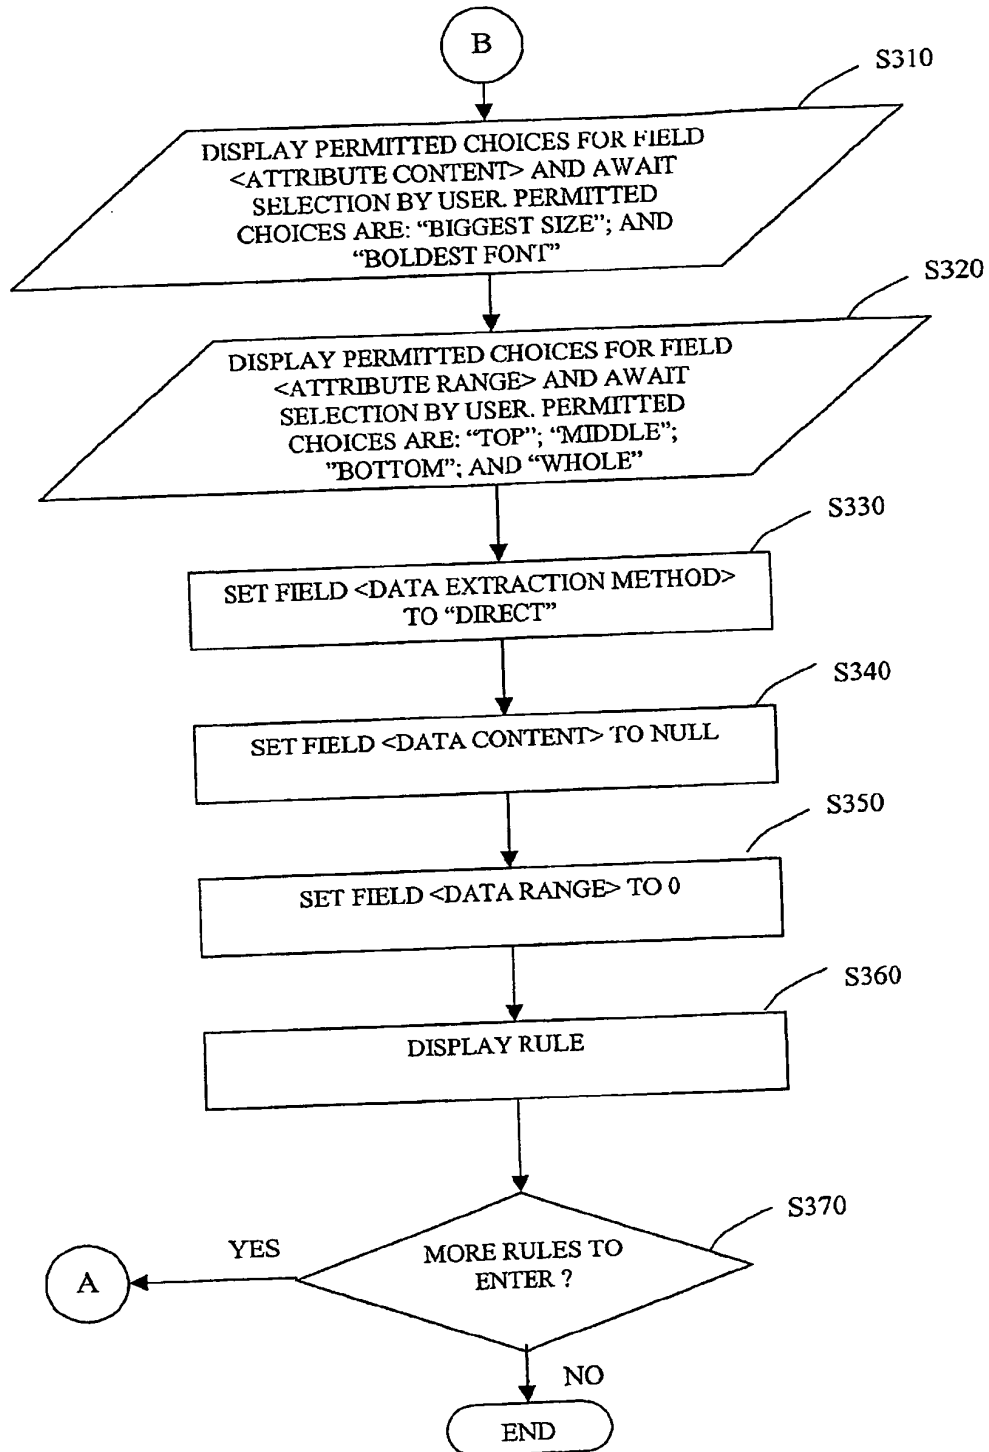 B
S310
DISPLAY PERMITTED CHOICES FOR FIELD
<ATTRIBUTE CONTENT> AND AWAIT
SELECTION BY USER. PERMITTED
CHOICES ARE: “BIGGEST SIZE”; AND
“BOLDEST FONT”
S320
DISPLAY PERMITTED CHOICES FOR FIELD
<ATTRIBUTE RANGE> AND AWAIT
SELECTION BY USER. PERMITTED
CHOICES ARE: “TOP”; “MIDDLE”;
”BOTTOM”; AND “WHOLE”
S330
SET FIELD <DATA EXTRACTION METHOD>
TO “DIRECT”
S340
SET FIELD <DATA CONTENT> TO NULL
S350
SET FIELD <DATA RANGE> TO 0
S360
DISPLAY RULE
S370
YES
MORE RULES TO
ENTER ?
A
NO
END